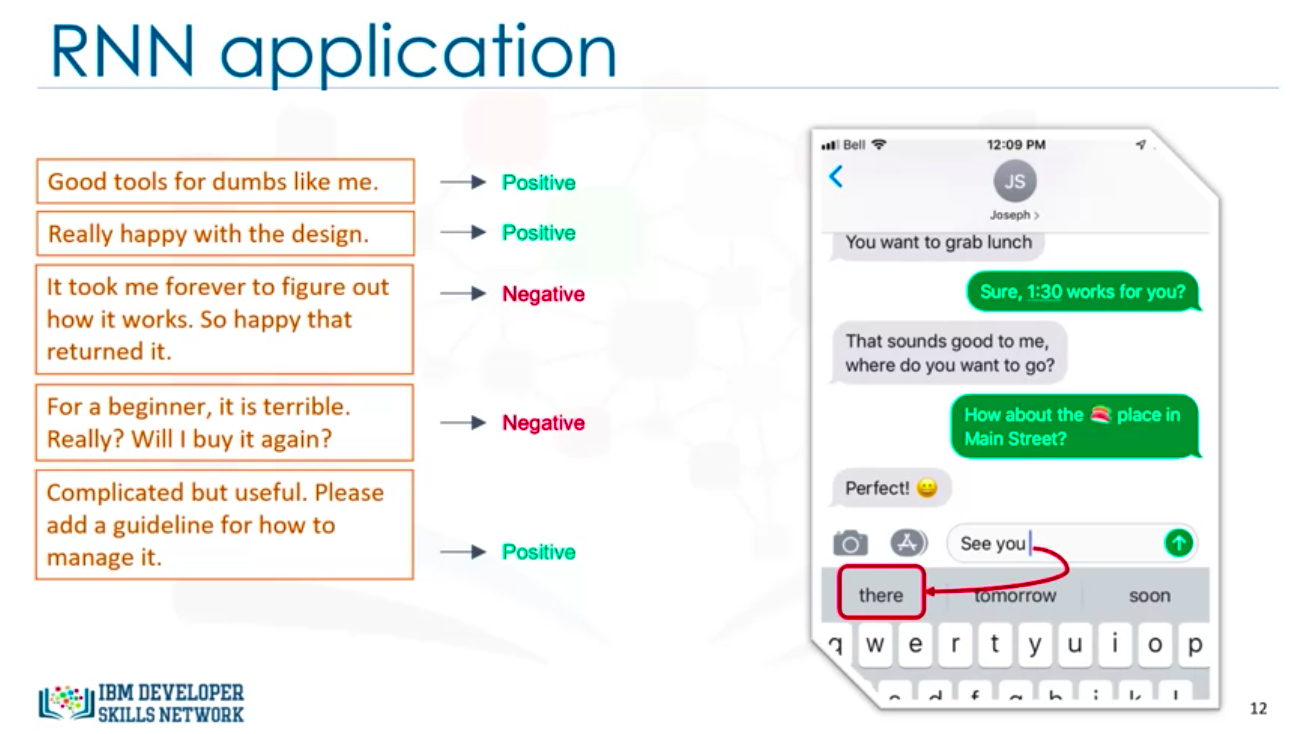 RNN application
Good tools for dumbs like me.
Positive
Really happy with the design.
Positive
It took me forever to figure out
how it works. So happy that
returned it.
Negative
For a beginner, it is terrible.
Really? Will I buy it again?
Negative
Complicated but useful. Please
add a guideline for how to
manage it.
Positive
Bell 12:09 PM
JS
Joseph >
You want to grab lunch
Sure, 1:30 works for you?
That sounds good to me,
where do you want to go?
How about the 🥪 place in
Main Street?
Perfect! 😀
See you
there tomorrow soon
q w e r t y u i o p
IBM DEVELOPER
SKILLS NETWORK
12